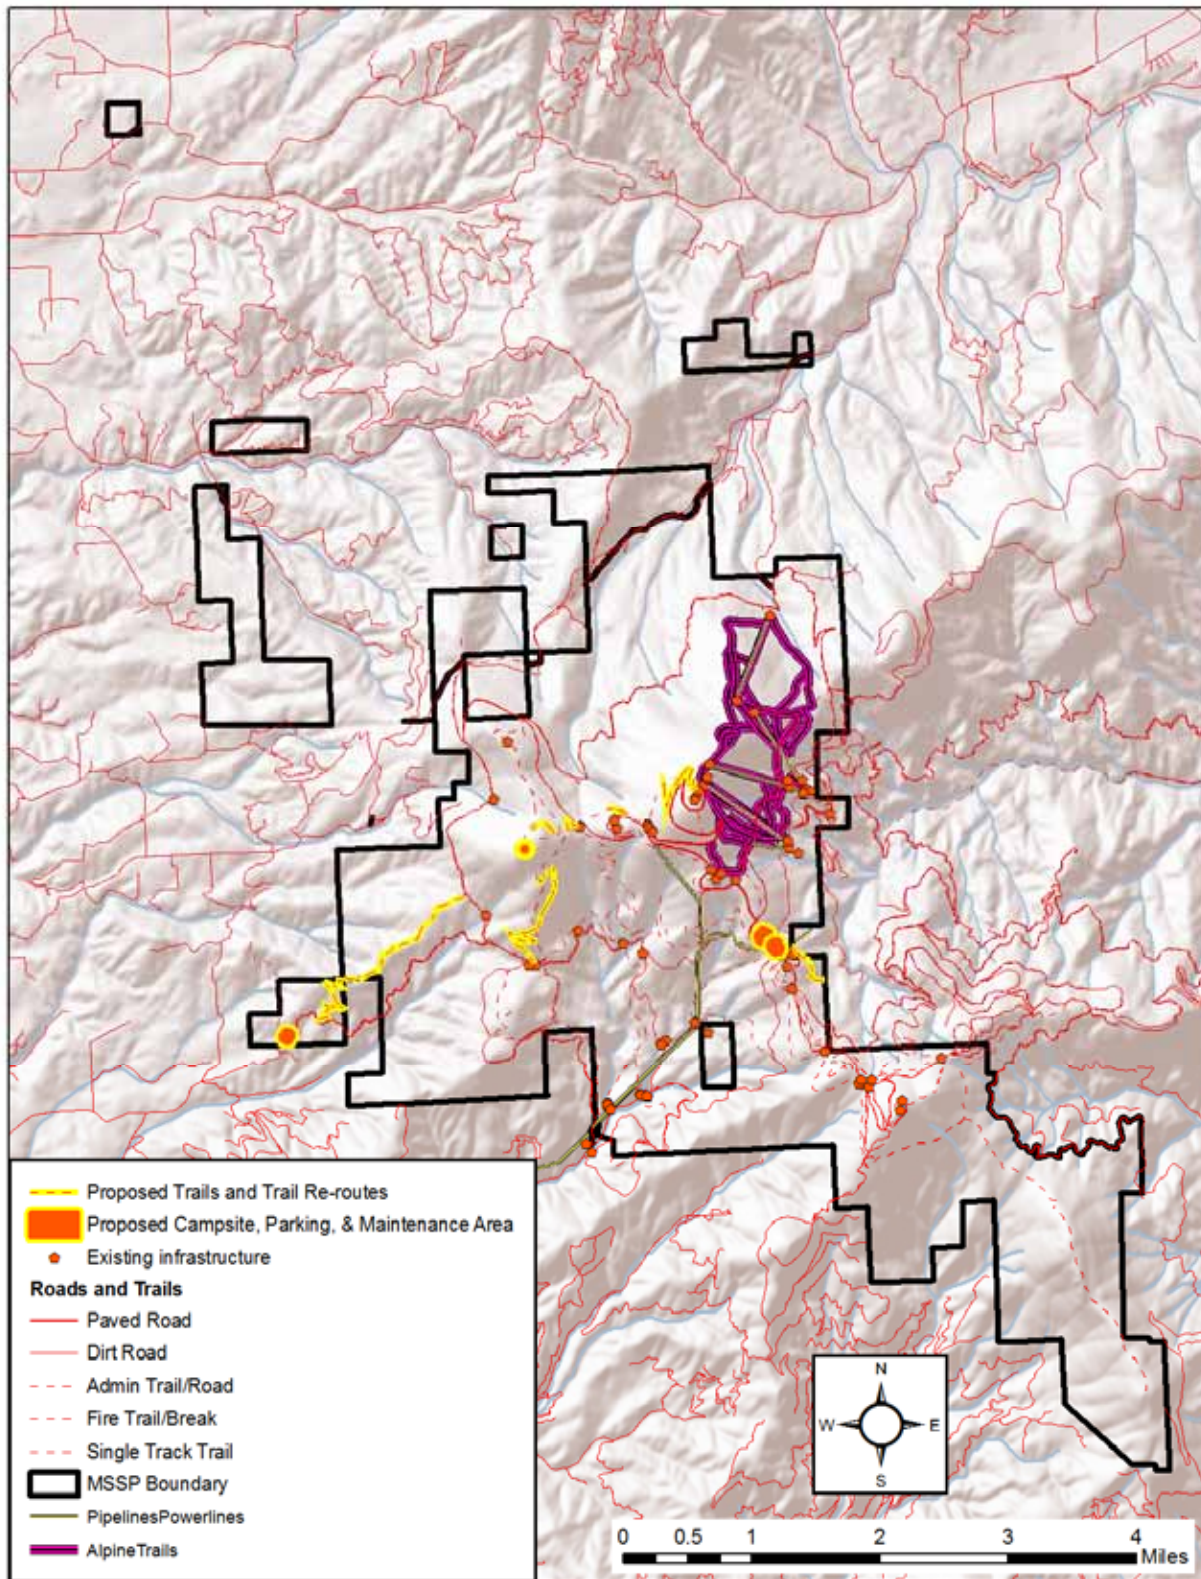 Proposed Trails and Trail Re-routes
Proposed Campsite, Parking, & Maintenance Area
Existing infrastructure
Roads and Trails
Paved Road
Dirt Road
Admin Trail/Road
Fire Trail/Break
Single Track Trail
MSSP Boundary
PipelinesPowerlines
AlpineTrails
N
W E
S
0 0.5 1 2 3 4
Miles